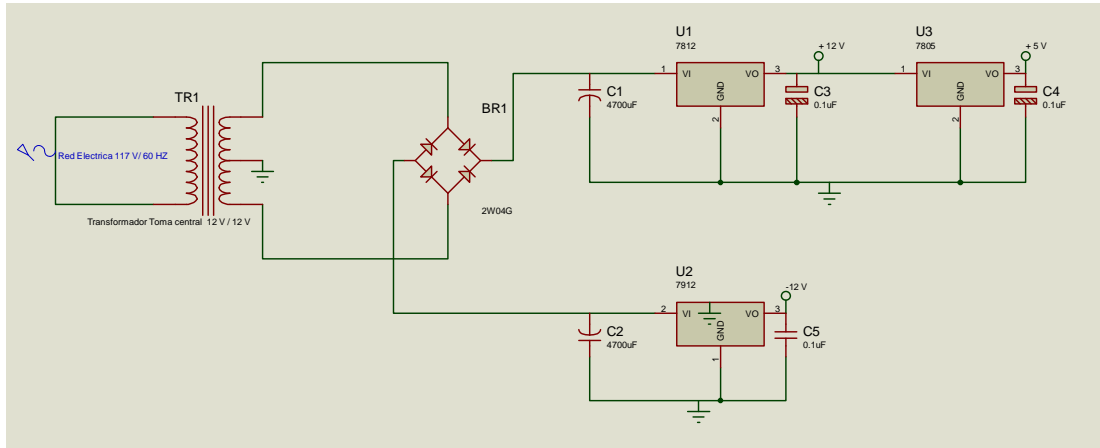 TR1
Red Electrica 117 V/ 60 HZ
Transformador Toma central 12 V / 12 V
BR1
2W04G
C1
4700uF
U1
7812
1
VI
VO
3
GND
2
+ 12 V
C3
0.1uF
U3
7805
1
VI
VO
3
GND
2
+ 5 V
C4
0.1uF
C2
4700uF
U2
7912
2
VI
VO
3
GND
1
-12 V
C5
0.1uF